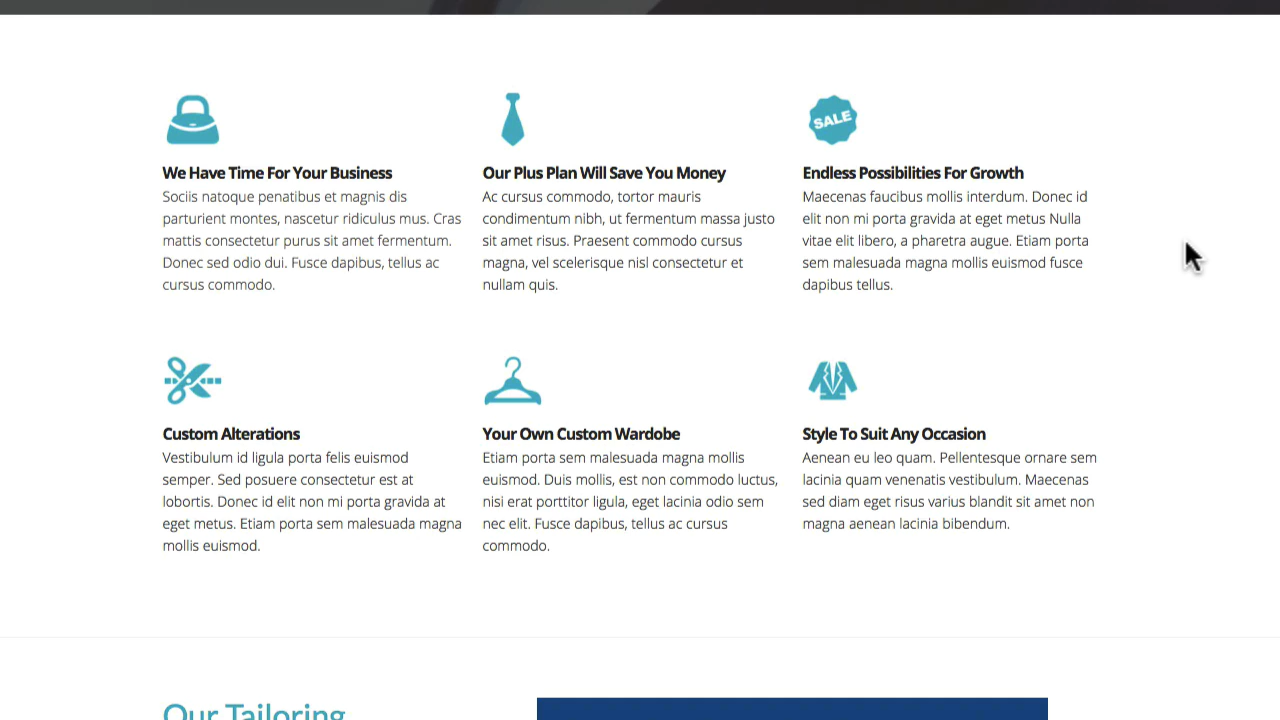 SALE
We Have Time For Your Business
Sociis natoque penatibus et magnis dis
parturient montes, nascetur ridiculus mus. Cras
mattis consectetur purus sit amet fermentum.
Donec sed odio dui. Fusce dapibus, tellus ac
cursus commodo.
Our Plus Plan Will Save You Money
Ac cursus commodo, tortor mauris
condimentum nibh, ut fermentum massa justo
sit amet risus. Praesent commodo cursus
magna, vel scelerisque nisl consectetur et
nullam quis.
Endless Possibilities For Growth
Maecenas faucibus mollis interdum. Donec id
elit non mi porta gravida at eget metus Nulla
vitae elit libero, a pharetra augue. Etiam porta
sem malesuada magna mollis euismod fusce
dapibus tellus.
Custom Alterations
Vestibulum id ligula porta felis euismod
semper. Sed posuere consectetur est at
lobortis. Donec id elit non mi porta gravida at
eget metus. Etiam porta sem malesuada magna
mollis euismod.
Your Own Custom Wardobe
Etiam porta sem malesuada magna mollis
euismod. Duis mollis, est non commodo luctus,
nisi erat porttitor ligula, eget lacinia odio sem
nec elit. Fusce dapibus, tellus ac cursus
commodo.
Style To Suit Any Occasion
Aenean eu leo quam. Pellentesque ornare sem
lacinia quam venenatis vestibulum. Maecenas
sed diam eget risus varius blandit sit amet non
magna aenean lacinia bibendum.
Our Tailoring